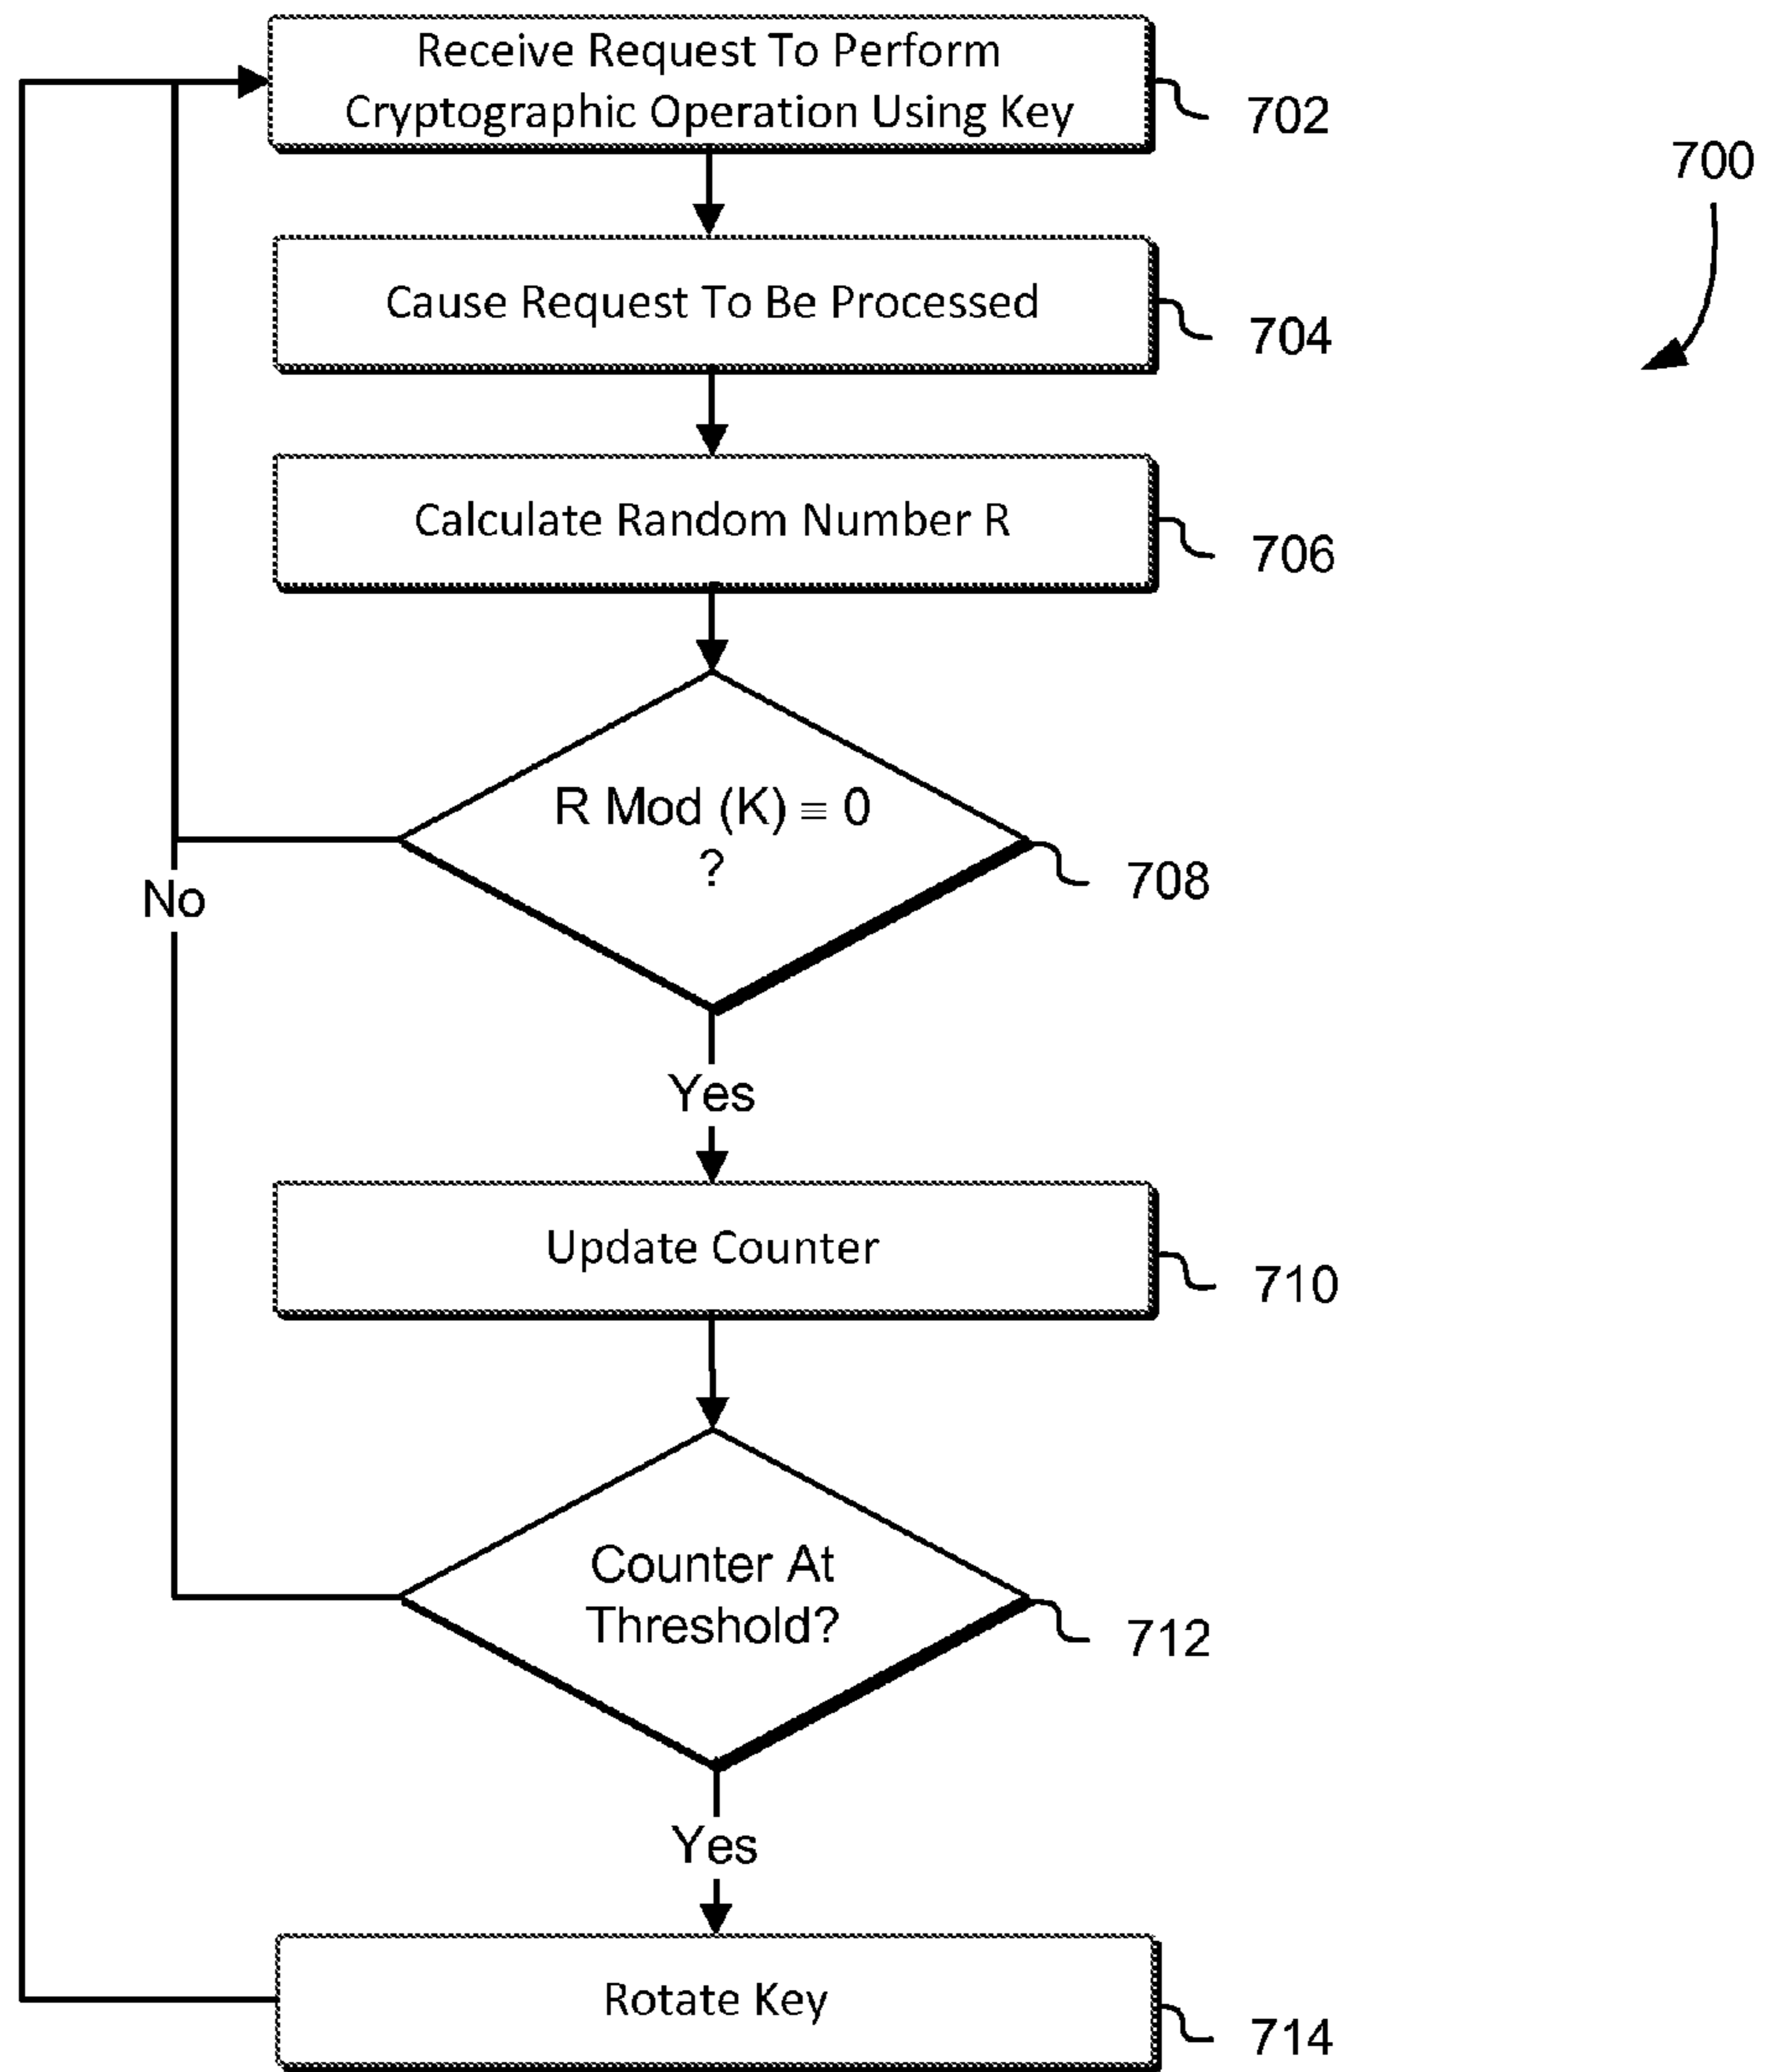 Receive Request To Perform
Cryptographic Operation Using Key
702
700
Cause Request To Be Processed
704
Calculate Random Number R
706
R Mod (K) ≡ 0
?
708
No
Yes
Update Counter
710
Counter At
Threshold?
712
Yes
Rotate Key
714